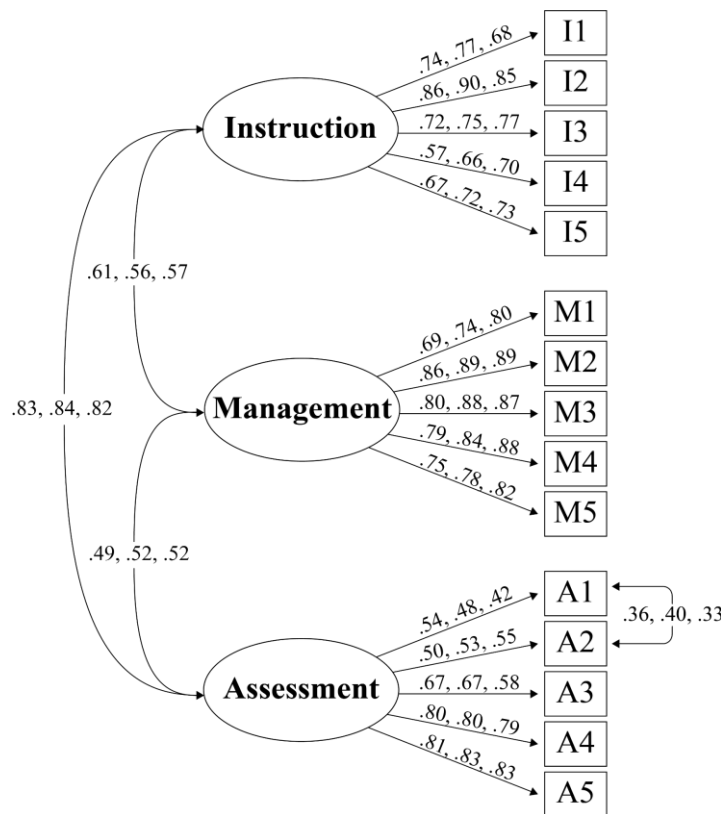 .74, .77, .68
I1
.86, .90, .85
I2
Instruction
.72, .75, .77
I3
.57, .66, .70
I4
.67, .72, .73
I5
.61, .56, .57
.69, .74, .80
M1
.86, .89, .89
M2
Management
.80, .88, .87
M3
.83, .84, .82
.79, .84, .88
M4
.75, .78, .82
M5
.49, .52, .52
.54, .48, .42
A1
.36, .40, .33
.50, .53, .55
A2
Assessment
.67, .67, .58
A3
.80, .80, .79
A4
.81, .83, .83
A5